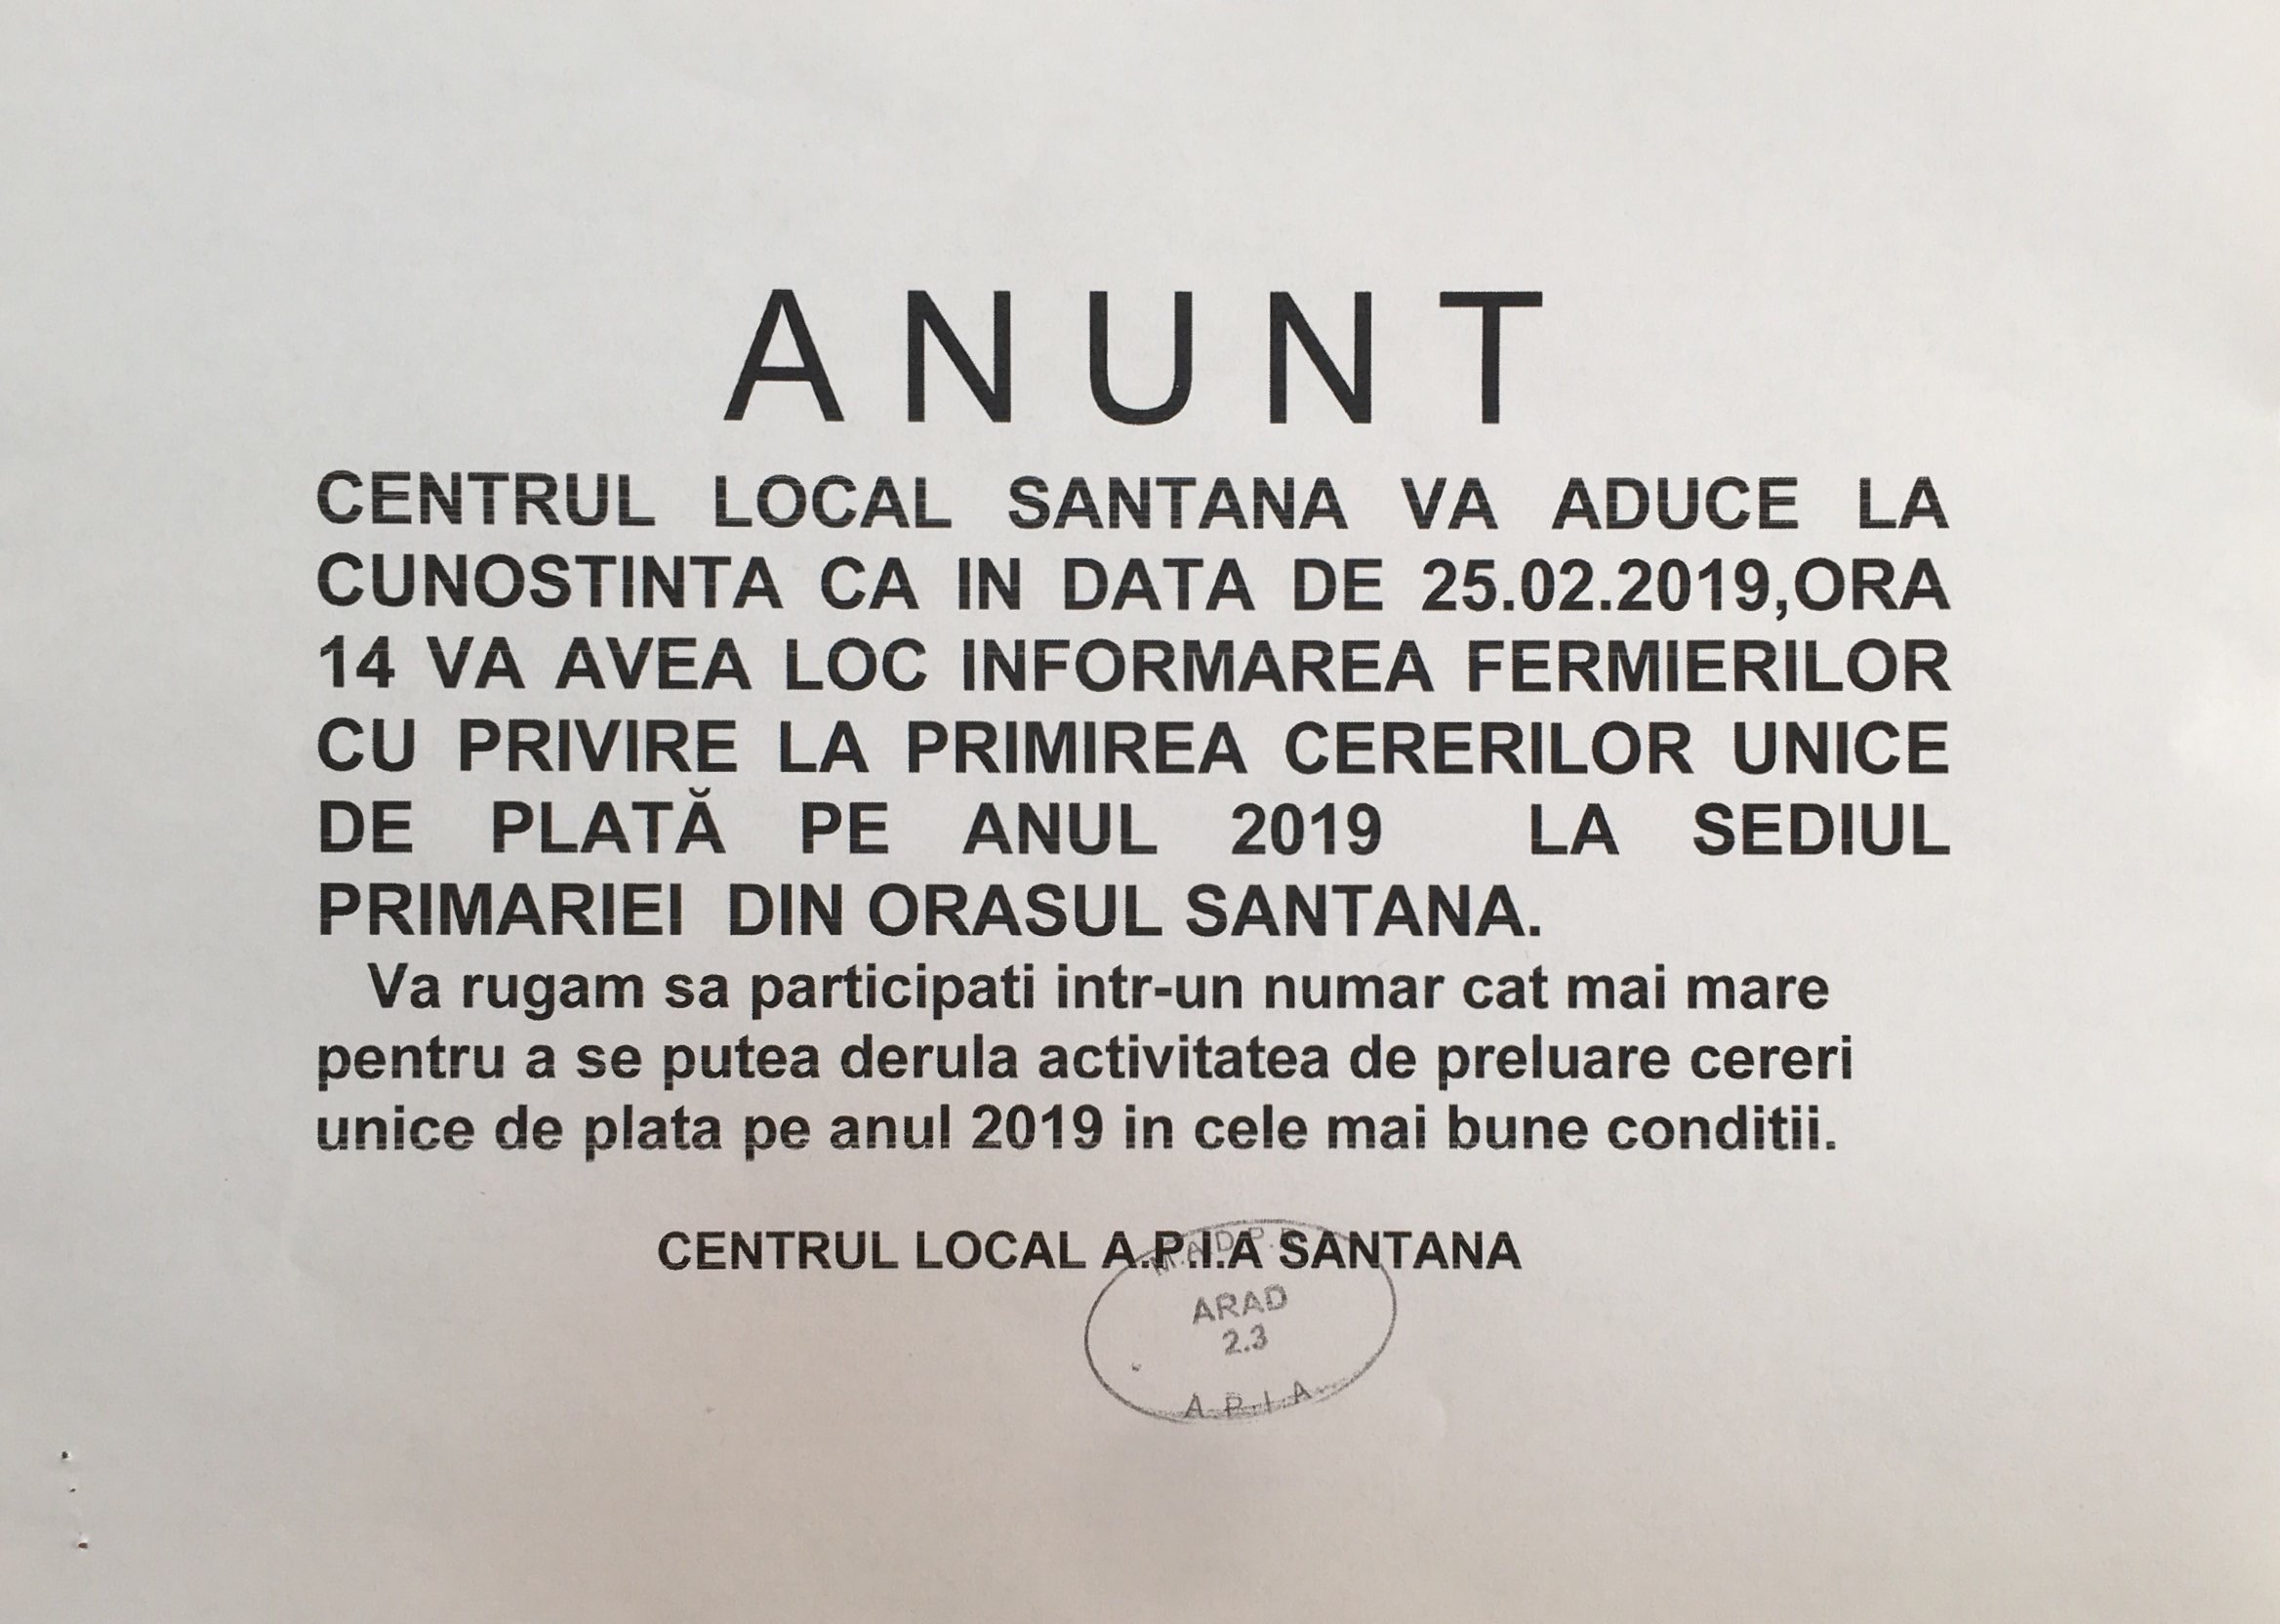 A N U N T
CENTRUL LOCAL SANTANA VA ADUCE LA
CUNOSTINTA CA IN DATA DE 25.02.2019,ORA
14 VA AVEA LOC INFORMAREA FERMIERILOR
CU PRIVIRE LA PRIMIREA CERERILOR UNICE
DE PLATĂ PE ANUL 2019 LA SEDIUL
PRIMARIEI DIN ORASUL SANTANA.
Va rugam sa participati intr-un numar cat mai mare
pentru a se putea derula activitatea de preluare cereri
unice de plata pe anul 2019 in cele mai bune conditii.
CENTRUL LOCAL A.P.I.A SANTANA
ARAD
2.3
A.P.I.A.